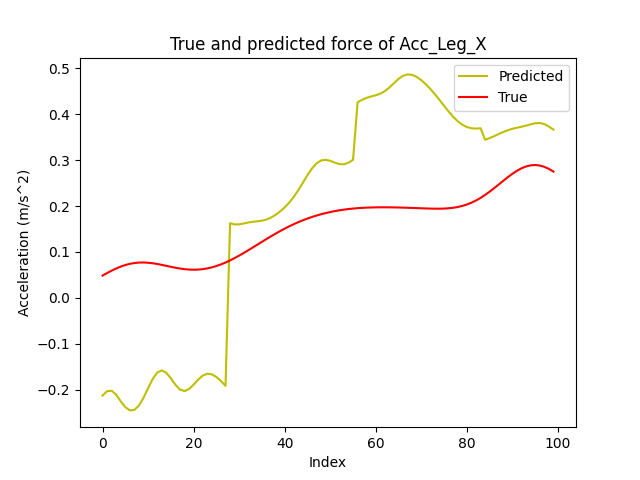 True and predicted force of Acc_Leg_X
Predicted
True
0.5
0.4
0.3
0.2
0.1
0.0
−0.1
−0.2
Acceleration (m/s^2)
0
20
40
60
80
100
Index